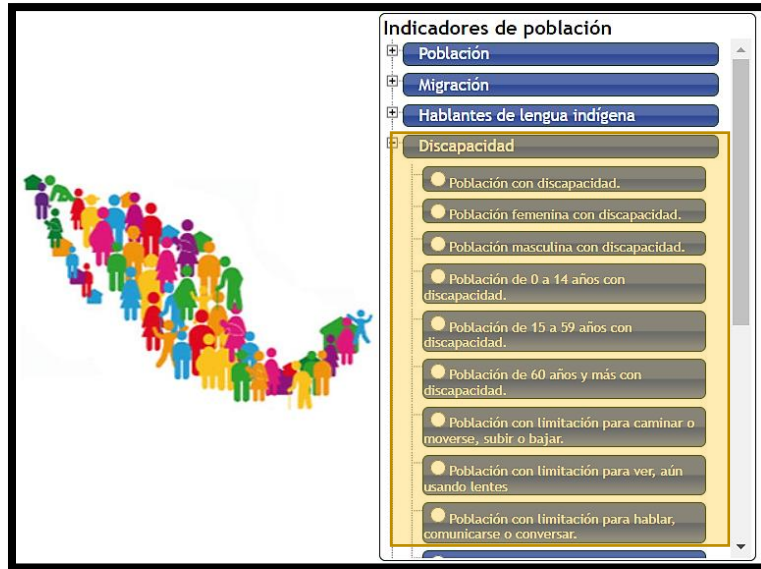 Indicadores de población
Población
Migración
Hablantes de lengua indígena
Discapacidad
Población con discapacidad.
Población femenina con discapacidad.
Población masculina con discapacidad.
Población de 0 a 14 años con
discapacidad.
Población de 15 a 59 años con
discapacidad.
Población de 60 años y más con
discapacidad.
Población con limitación para caminar o
moverse, subir o bajar.
Población con limitación para ver, aún
usando lentes
Población con limitación para hablar,
comunicarse o conversar.